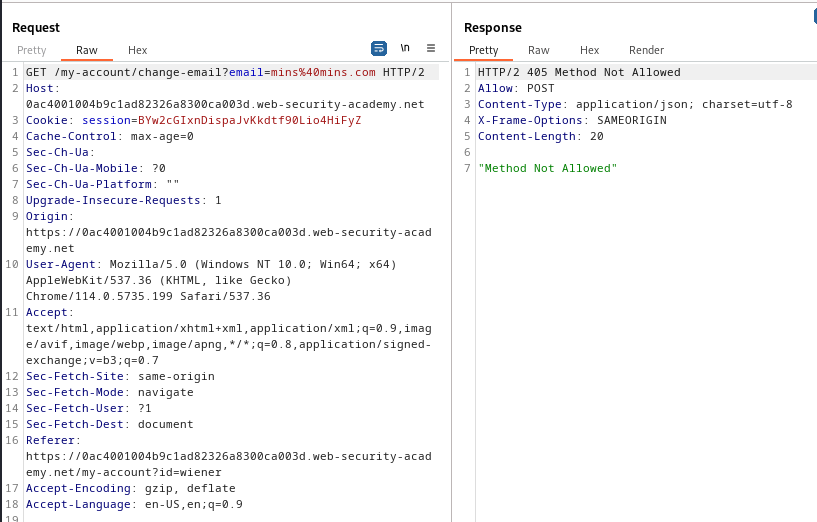 Request
Pretty Raw Hex
\n
1 GET /my-account/change-email?email=mins%40mins.com HTTP/2
2 Host:
0ac4001004b9c1ad82326a8300ca003d.web-security-academy.net
3 Cookie: session=BYw2cGIxnDispaJvKkdtf90Lio4HiFyZ
4 Cache-Control: max-age=0
5 Sec-Ch-Ua:
6 Sec-Ch-Ua-Mobile: ?0
7 Sec-Ch-Ua-Platform: ""
8 Upgrade-Insecure-Requests: 1
9 Origin:
https://0ac4001004b9c1ad82326a8300ca003d.web-security-acad
emy.net
10 User-Agent: Mozilla/5.0 (Windows NT 10.0; Win64; x64)
AppleWebKit/537.36 (KHTML, like Gecko)
Chrome/114.0.5735.199 Safari/537.36
11 Accept:
text/html,application/xhtml+xml,application/xml;q=0.9,imag
e/avif,image/webp,image/apng,*/*;q=0.8,application/signed-
exchange;v=b3;q=0.7
12 Sec-Fetch-Site: same-origin
13 Sec-Fetch-Mode: navigate
14 Sec-Fetch-User: ?1
15 Sec-Fetch-Dest: document
16 Referer:
https://0ac4001004b9c1ad82326a8300ca003d.web-security-acad
emy.net/my-account?id=wiener
17 Accept-Encoding: gzip, deflate
18 Accept-Language: en-US,en;q=0.9
19
Response
Pretty Raw Hex Render
1 HTTP/2 405 Method Not Allowed
2 Allow: POST
3 Content-Type: application/json; charset=utf-8
4 X-Frame-Options: SAMEORIGIN
5 Content-Length: 20
6
7 "Method Not Allowed"